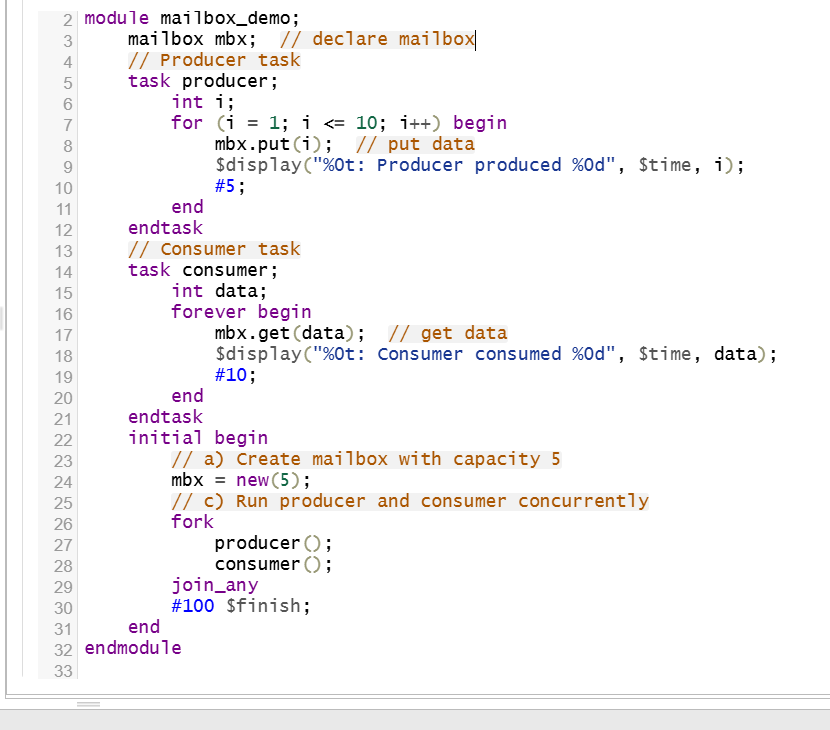 2 module mailbox_demo;
3     mailbox mbx;  // declare mailbox
4     // Producer task
5     task producer;
6         int i;
7         for (i = 1; i <= 10; i++) begin
8             mbx.put(i);  // put data
9             $display("%0t: Producer produced %0d", $time, i);
10             #5;
11         end
12     endtask
13     // Consumer task
14     task consumer;
15         int data;
16         forever begin
17             mbx.get(data);  // get data
18             $display("%0t: Consumer consumed %0d", $time, data);
19             #10;
20         end
21     endtask
22     initial begin
23         // a) Create mailbox with capacity 5
24         mbx = new(5);
25         // c) Run producer and consumer concurrently
26         fork
27             producer();
28             consumer();
29         join_any
30         #100 $finish;
31     end
32 endmodule
33